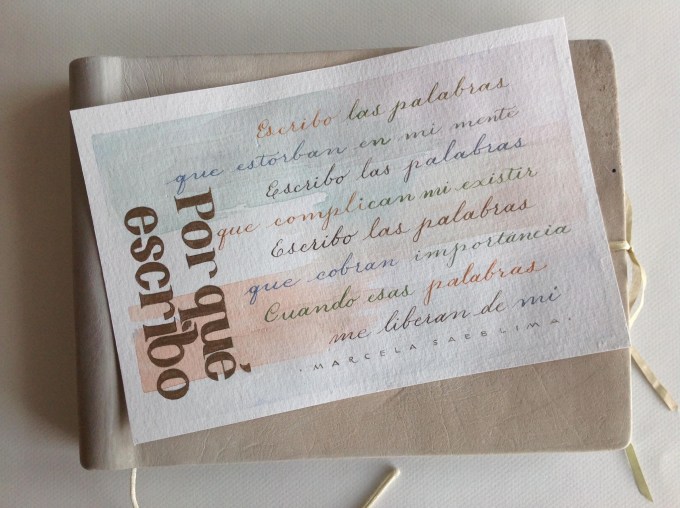 Por qué
escribo
Escribo las palabras
que estorban en mi mente
Escribo las palabras
que complican mi existir
Escribo las palabras
que cobran importancia
Cuando esas palabras
me liberan de mi
· MARCELA SAEBLIMA ·